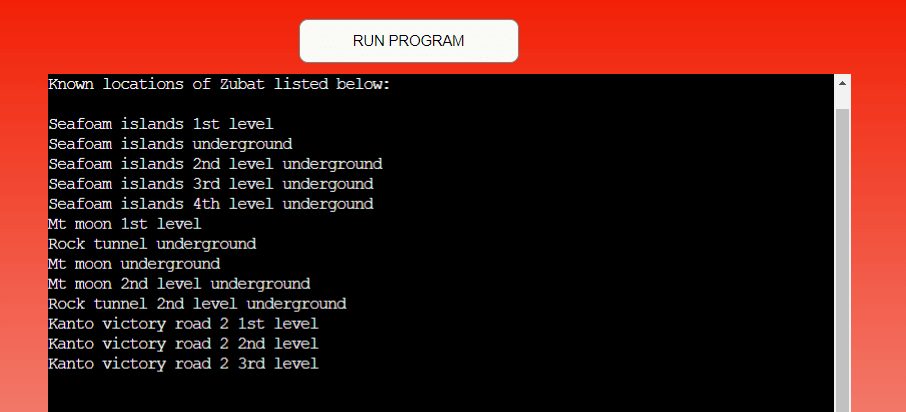 RUN PROGRAM
Known locations of Zubat listed below:
Seafoam islands 1st level
Seafoam islands underground
Seafoam islands 2nd level underground
Seafoam islands 3rd level undergound
Seafoam islands 4th level undergound
Mt moon 1st level
Rock tunnel underground
Mt moon underground
Mt moon 2nd level underground
Rock tunnel 2nd level underground
Kanto victory road 2 1st level
Kanto victory road 2 2nd level
Kanto victory road 2 3rd level